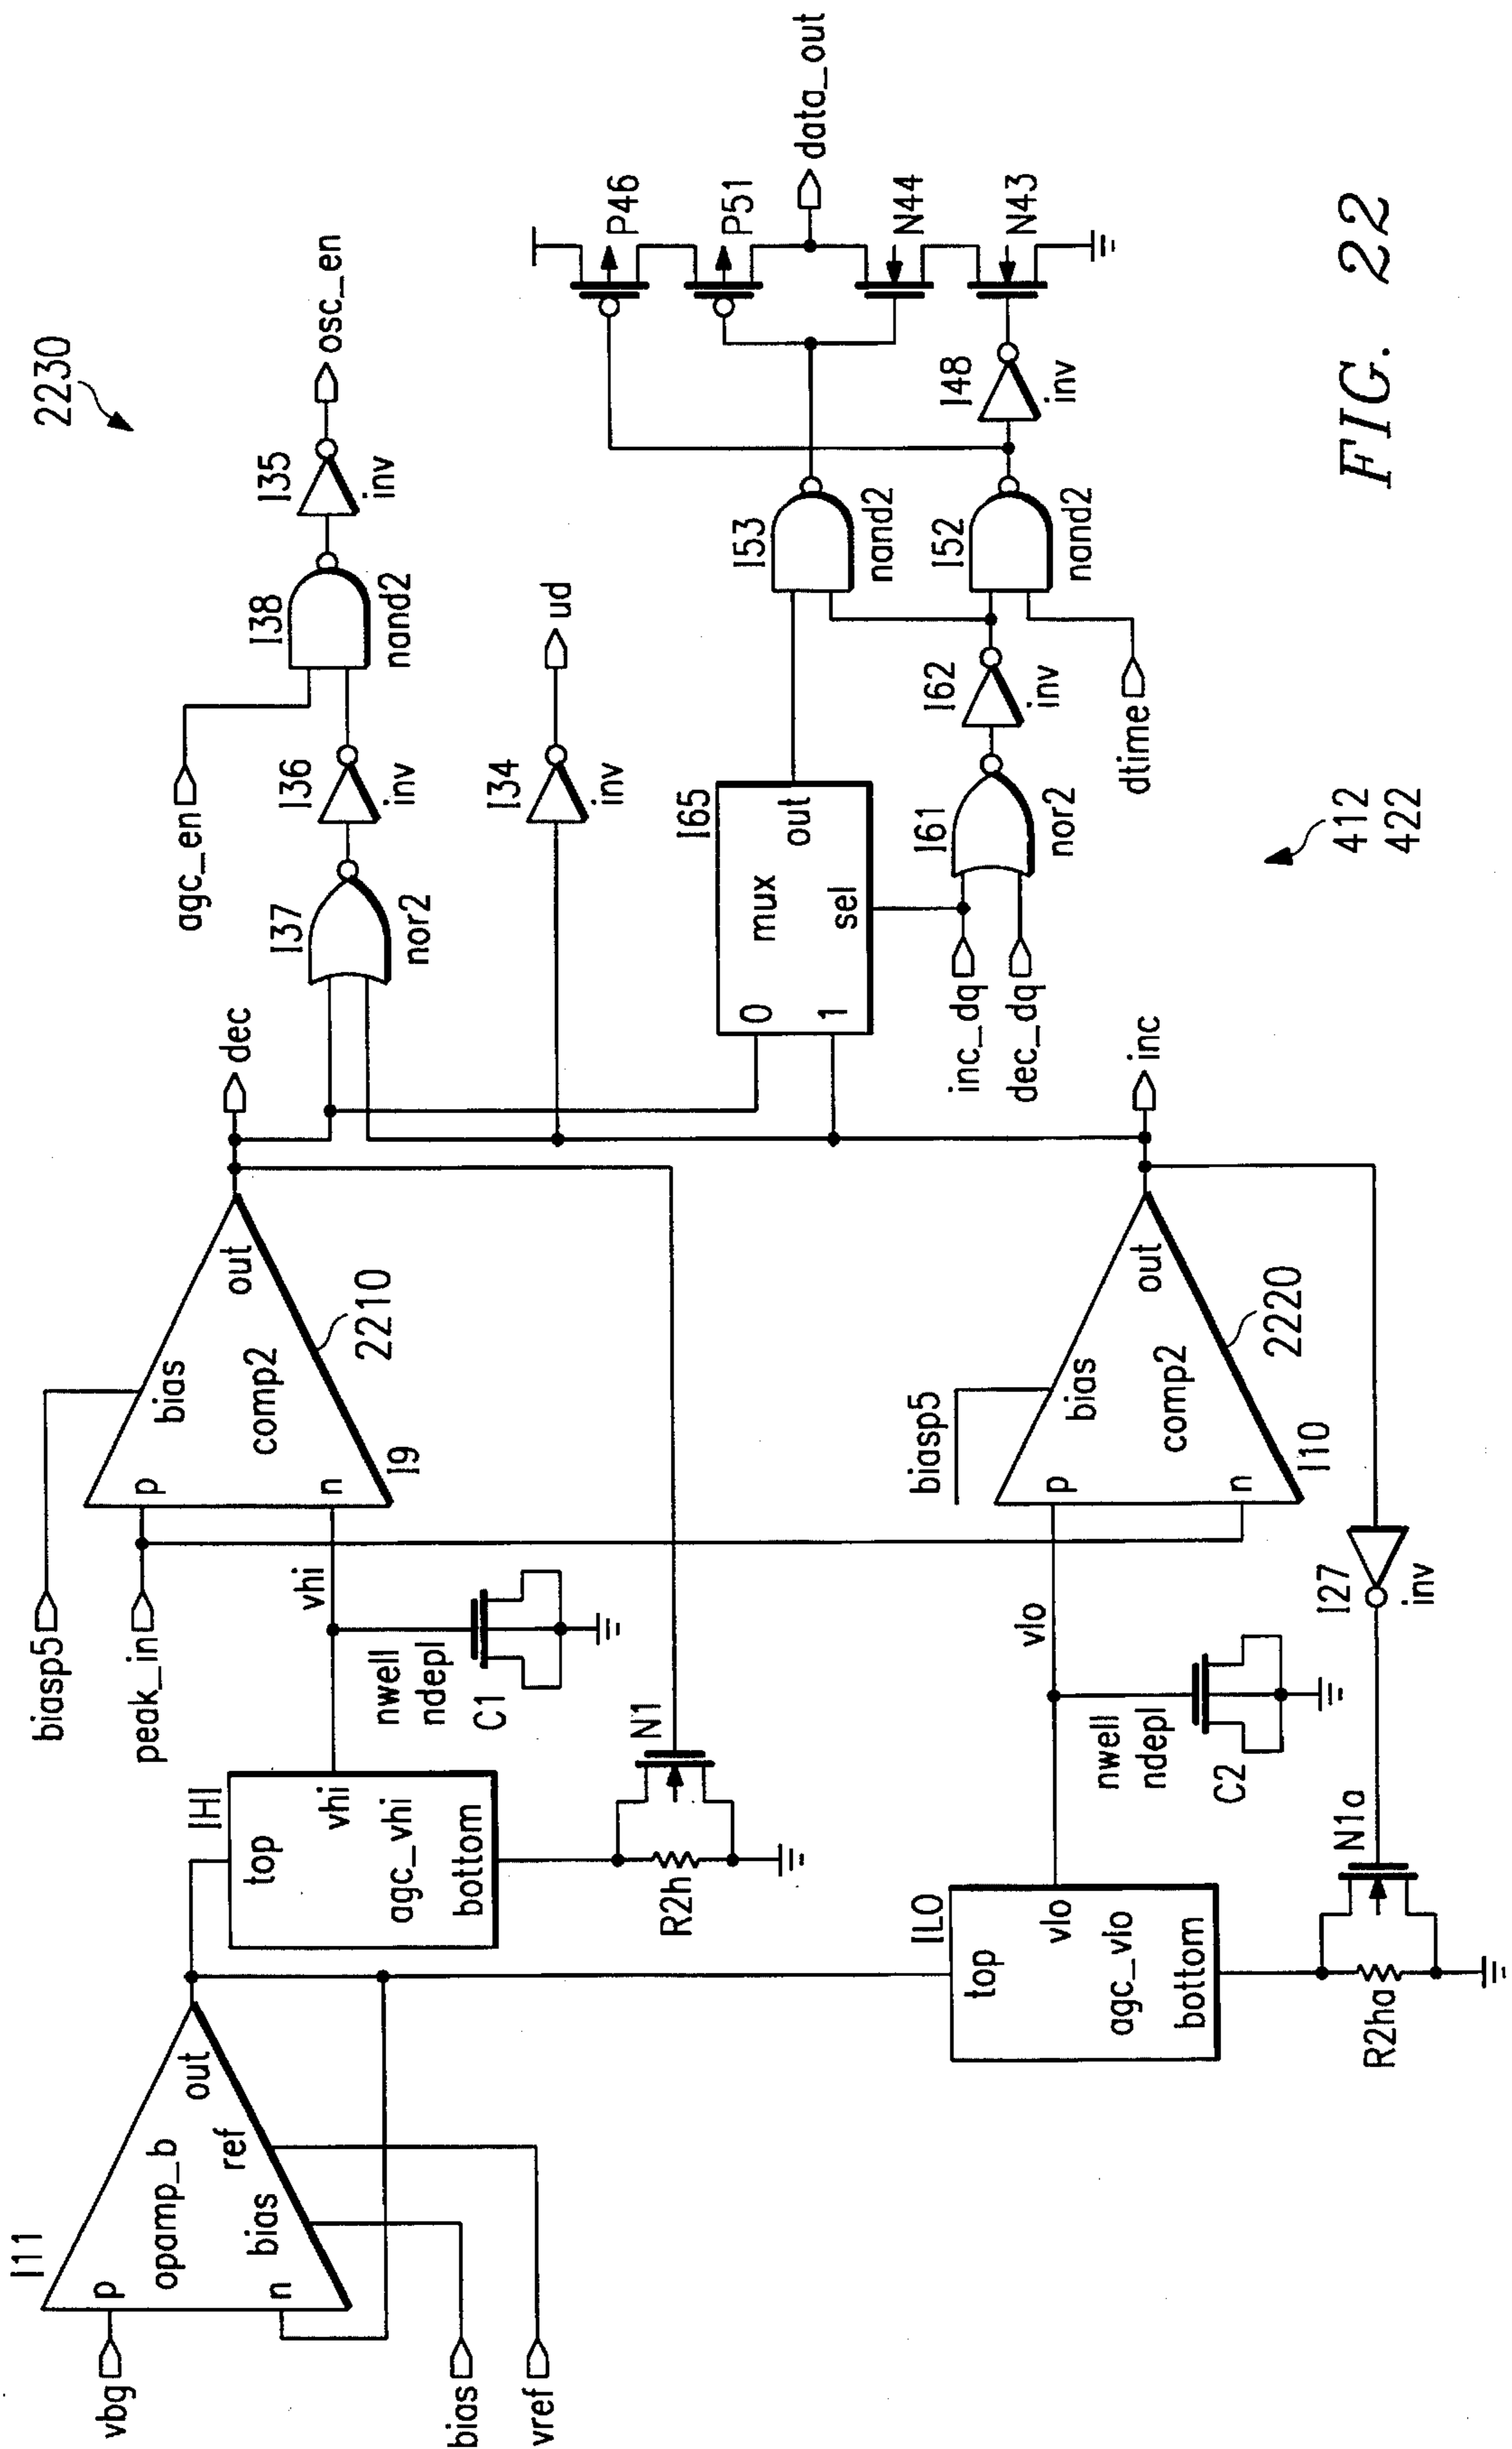 2230
agc_en
I37
nor2
I36
inv
I38
nand2
I35
inv
osc_en
I34
inv
ud
dec
I65
mux
0
1
out
sel
inc_dq
dec_dq
I61
nor2
I62
inv
dtime
I53
nand2
I52
nand2
I48
inv
P46
P51
N44
N43
data_out
inc
412
422
biasp5
peak_in
bias
p
n
comp2
out
I9
2210
vhi
nwell
ndepl
C1
IHI
top
vhi
agc_vhi
bottom
R2h
N1
biasp5
bias
p
n
comp2
out
I10
2220
vlo
nwell
ndepl
C2
I27
inv
N1a
R2ha
ILO
top
vlo
agc_vlo
bottom
I11
p
n
opamp_b
bias
ref
out
vbg
bias
vref
FIG. 22